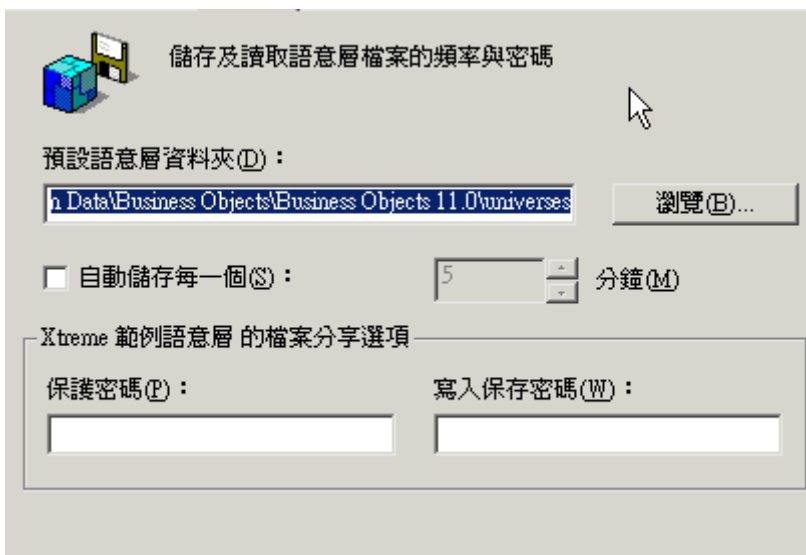 儲存及讀取語意層檔案的頻率與密碼
預設語意層資料夾(D)：
n Data\Business Objects\Business Objects 11.0\universes
瀏覽(B)...
自動儲存每一個(S)：
5
分鐘(M)
Xtreme 範例語意層 的檔案分享選項
保護密碼(P)：
寫入保存密碼(W)：